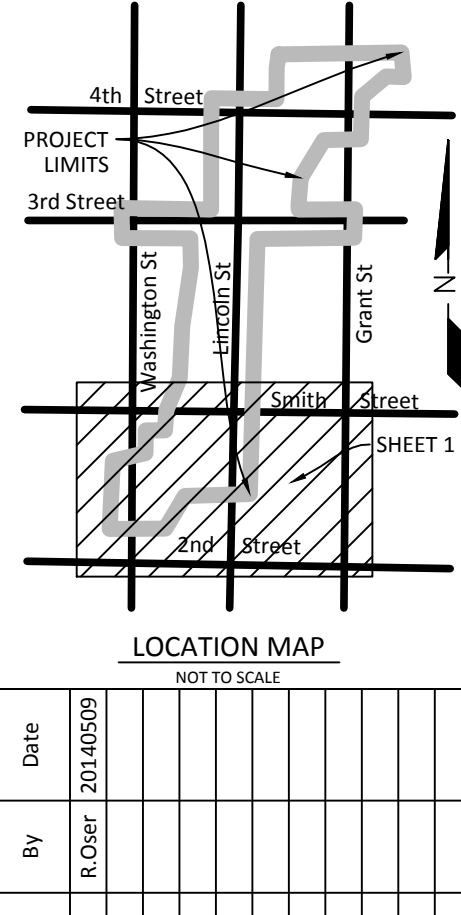 4th Street
PROJECT
LIMITS
3rd Street
Washington St
Lincoln St
Grant St
N
Smith Street
SHEET 1
2nd Street
LOCATION MAP
NOT TO SCALE
Date
20140509
By
R.Oser